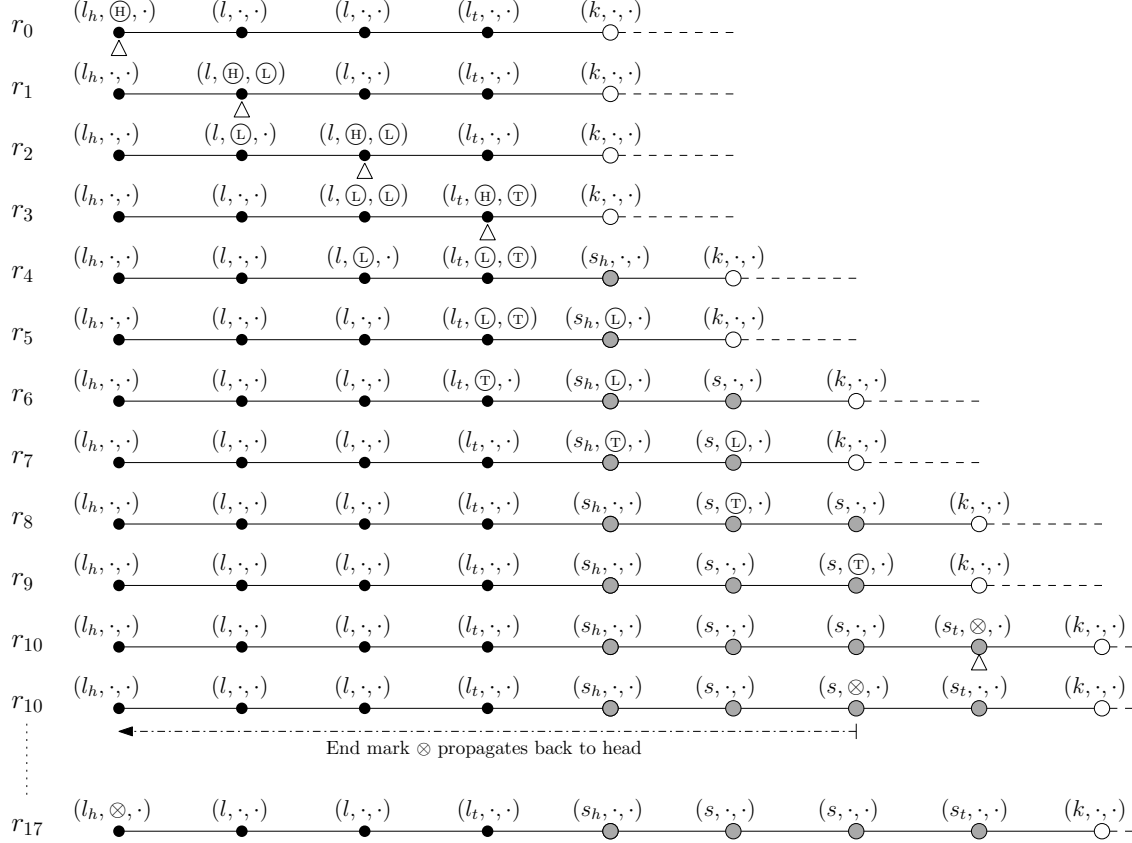 r₀ (l_h, Ⓗ, ·) (l, ·, ·) (l, ·, ·) (l_t, ·, ·) (k, ·, ·)
r₁ (l_h, ·, ·) (l, Ⓗ, Ⓛ) (l, ·, ·) (l_t, ·, ·) (k, ·, ·)
r₂ (l_h, ·, ·) (l, Ⓛ, ·) (l, Ⓗ, Ⓛ) (l_t, ·, ·) (k, ·, ·)
r₃ (l_h, ·, ·) (l, ·, ·) (l, Ⓛ, Ⓛ) (l_t, Ⓗ, Ⓣ) (k, ·, ·)
r₄ (l_h, ·, ·) (l, ·, ·) (l, Ⓛ, ·) (l_t, Ⓛ, Ⓣ) (s_h, ·, ·) (k, ·, ·)
r₅ (l_h, ·, ·) (l, ·, ·) (l, ·, ·) (l_t, Ⓛ, Ⓣ) (s_h, Ⓛ, ·) (k, ·, ·)
r₆ (l_h, ·, ·) (l, ·, ·) (l, ·, ·) (l_t, Ⓣ, ·) (s_h, Ⓛ, ·) (s, ·, ·) (k, ·, ·)
r₇ (l_h, ·, ·) (l, ·, ·) (l, ·, ·) (l_t, ·, ·) (s_h, Ⓣ, ·) (s, Ⓛ, ·) (k, ·, ·)
r₈ (l_h, ·, ·) (l, ·, ·) (l, ·, ·) (l_t, ·, ·) (s_h, ·, ·) (s, Ⓣ, ·) (s, ·, ·) (k, ·, ·)
r₉ (l_h, ·, ·) (l, ·, ·) (l, ·, ·) (l_t, ·, ·) (s_h, ·, ·) (s, ·, ·) (s, Ⓣ, ·) (k, ·, ·)
r₁₀ (l_h, ·, ·) (l, ·, ·) (l, ·, ·) (l_t, ·, ·) (s_h, ·, ·) (s, ·, ·) (s, ·, ·) (s_t, ⊗, ·) (k, ·, ·)
r₁₀ (l_h, ·, ·) (l, ·, ·) (l, ·, ·) (l_t, ·, ·) (s_h, ·, ·) (s, ·, ·) (s, ⊗, ·) (s_t, ·, ·) (k, ·, ·)
End mark ⊗ propagates back to head
r₁₇ (l_h, ⊗, ·) (l, ·, ·) (l, ·, ·) (l_t, ·, ·) (s_h, ·, ·) (s, ·, ·) (s, ·, ·) (s_t, ·, ·) (k, ·, ·)